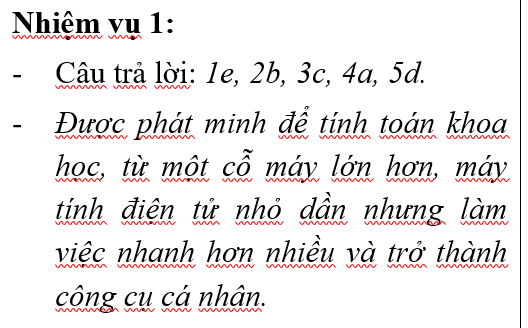 Nhiệm vụ 1:
- Câu trả lời: 1e, 2b, 3c, 4a, 5d.
- Được phát minh để tính toán khoa
học, từ một cỗ máy lớn hơn, máy
tính điện tử nhỏ dần nhưng làm
việc nhanh hơn nhiều và trở thành
công cụ cá nhân.